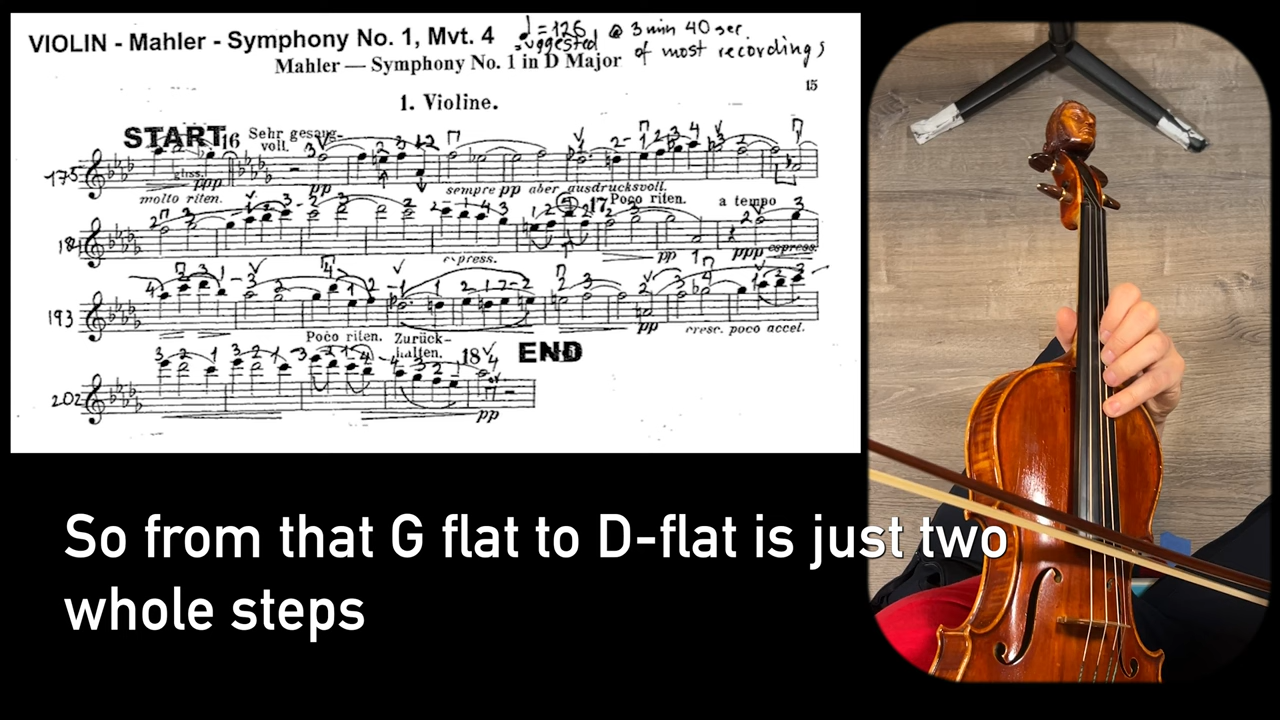 VIOLIN - Mahler - Symphony No. 1, Mvt. 4
♩ = 126 @ 3 min 40 sec.
suggested of most recordings
Mahler — Symphony No. 1 in D Major
15
1. Violine.
START 16 Sehr gesang-
voll.
175
gliss.
ppp
molto riten.
pp
sempre pp aber ausdrucksvoll.
17 Poco riten. a tempo
pp
ppp espress.
193
Poco riten. Zurück-
halten.
pp
cresc. poco accel.
18
END
202
pp
So from that G flat to D-flat is just two
whole steps